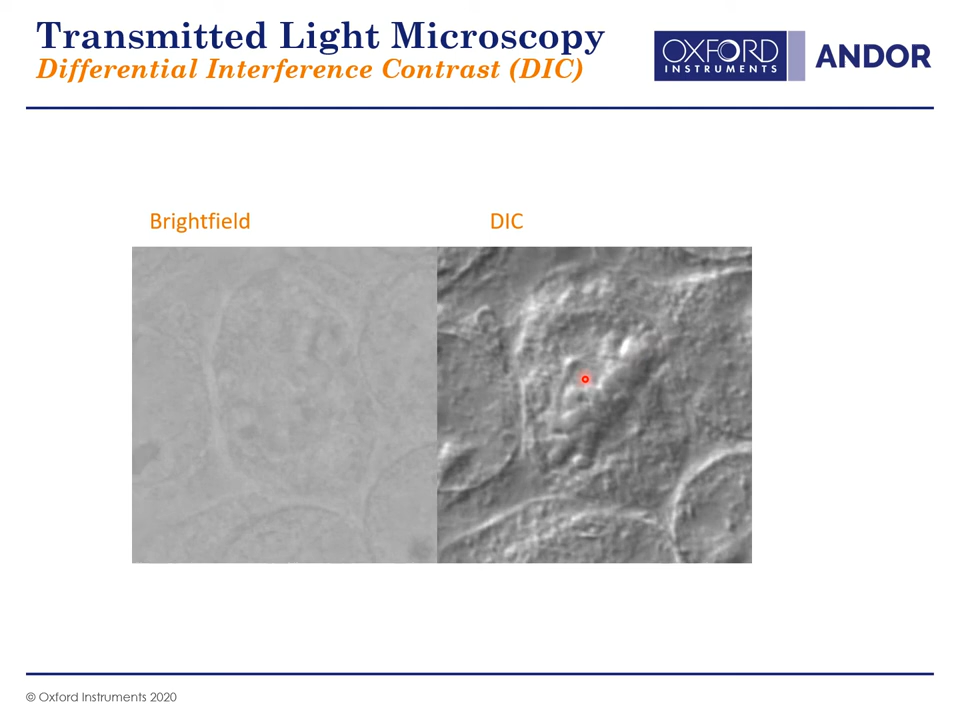 Transmitted Light Microscopy
Differential Interference Contrast (DIC)
OXFORD
INSTRUMENTS
ANDOR
Brightfield
DIC
© Oxford Instruments 2020